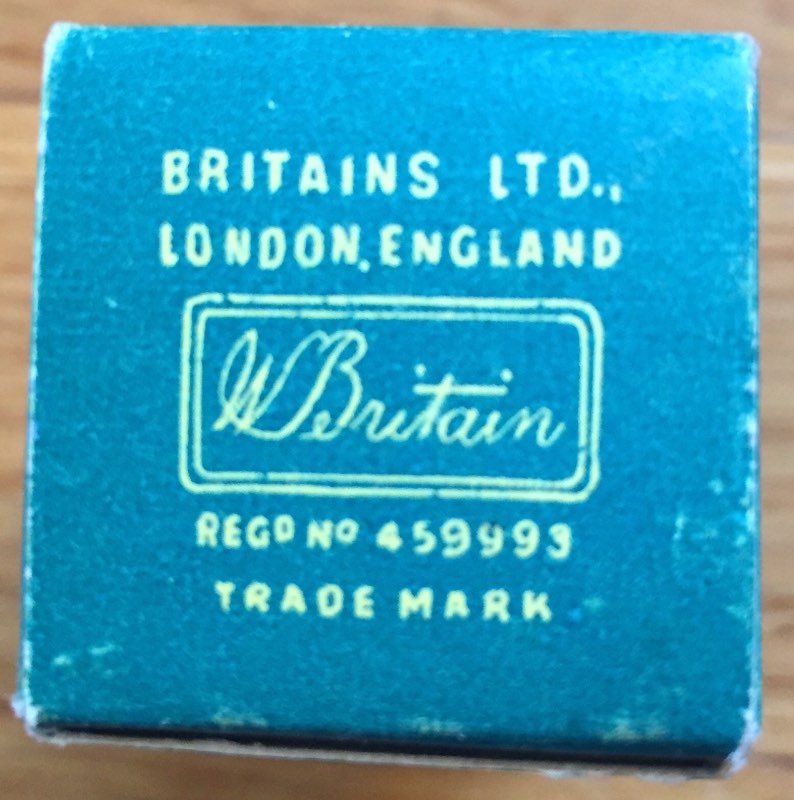 BRITAINS LTD.,
LONDON, ENGLAND
W Britain
REGD No 459993
TRADE MARK